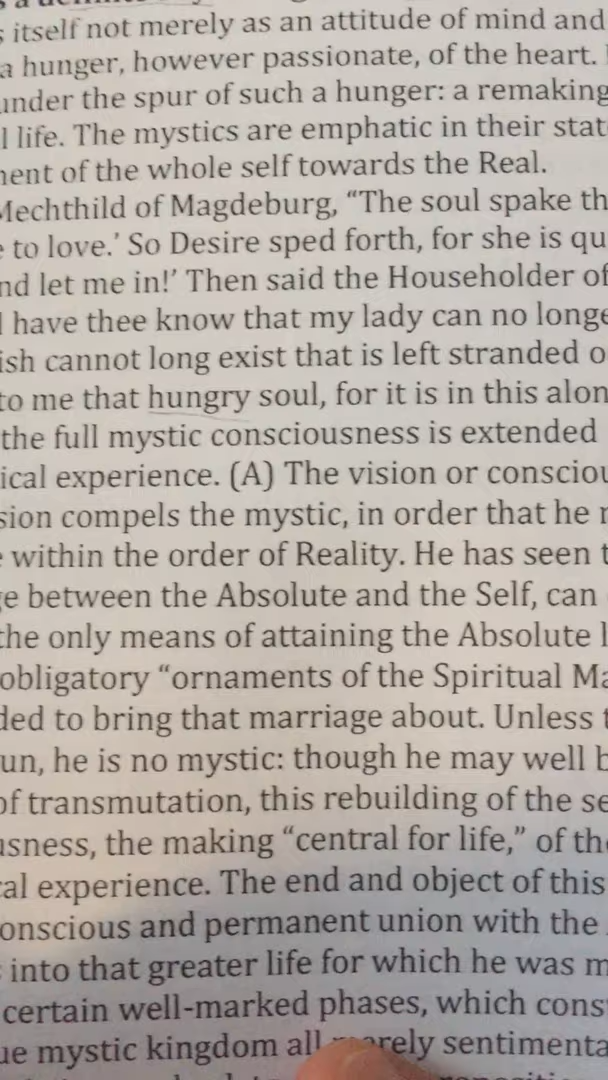 itself not merely as an attitude of mind and
a hunger, however passionate, of the heart.
under the spur of such a hunger: a remaking
l life. The mystics are emphatic in their stat
ent of the whole self towards the Real.
Mechthild of Magdeburg, “The soul spake th
to love.’ So Desire sped forth, for she is qu
nd let me in!’ Then said the Householder of
have thee know that my lady can no longe
ish cannot long exist that is left stranded o
to me that hungry soul, for it is in this alon
the full mystic consciousness is extended
ical experience. (A) The vision or consciou
sion compels the mystic, in order that he
within the order of Reality. He has seen t
ge between the Absolute and the Self, can
the only means of attaining the Absolute l
obligatory “ornaments of the Spiritual Ma
ded to bring that marriage about. Unless t
un, he is no mystic: though he may well b
of transmutation, this rebuilding of the se
usness, the making “central for life,” of the
cal experience. The end and object of this
onscious and permanent union with the
into that greater life for which he was m
certain well-marked phases, which cons
ue mystic kingdom all merely sentimenta